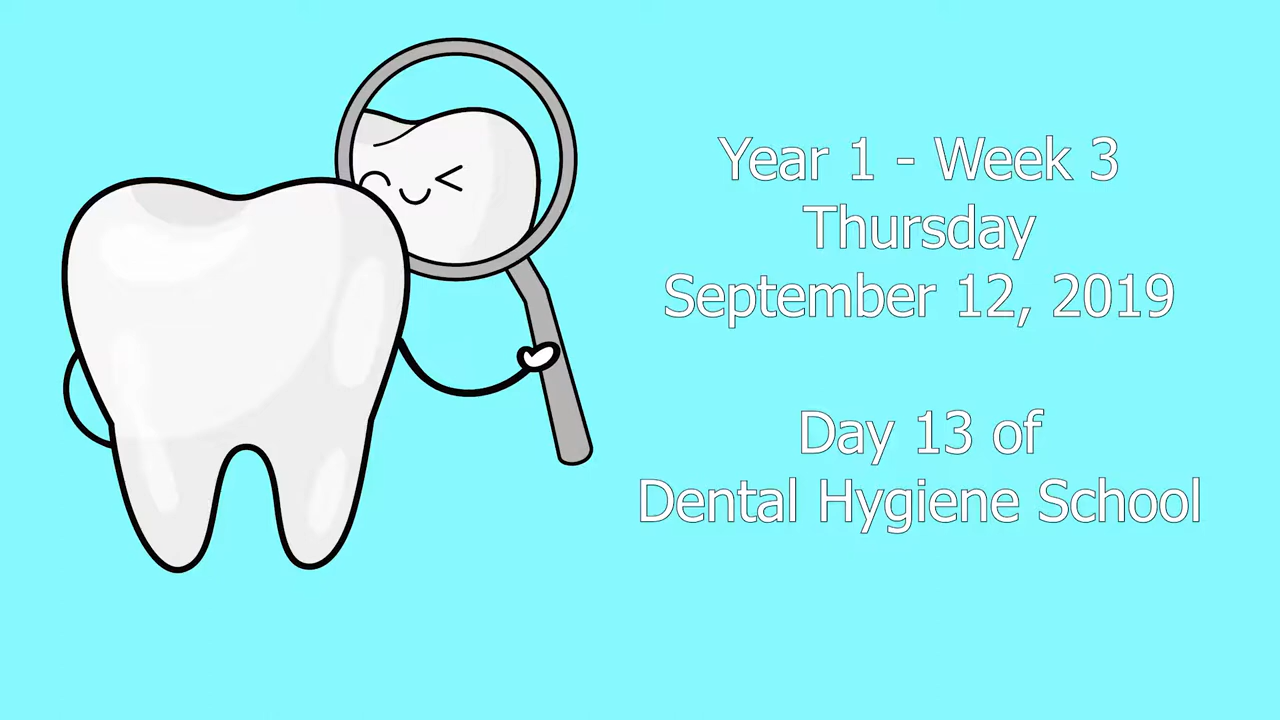 Year 1 - Week 3
Thursday
September 12, 2019
Day 13 of
Dental Hygiene School